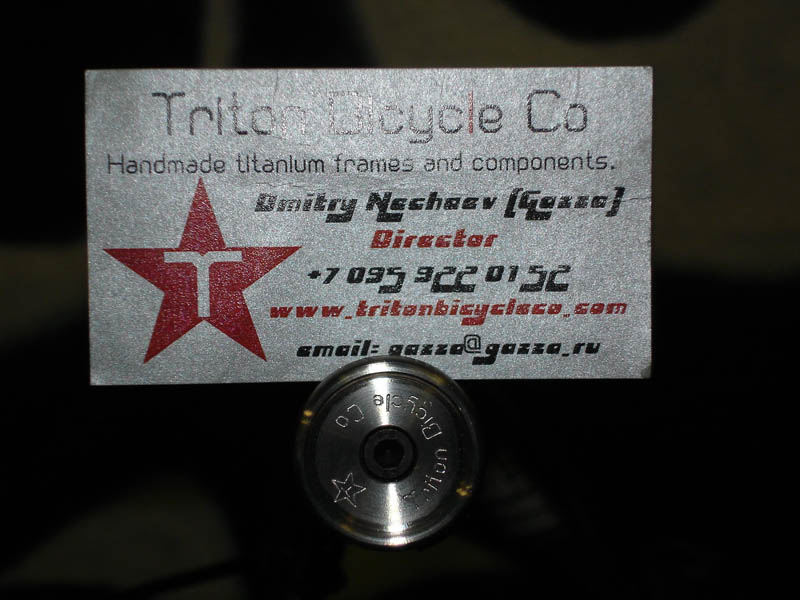 Triton Bicycle Co
Handmade titanium frames and components.
Dmitry Nechaev (Gazza)
Director
+7 095 922 01 52
www.tritonbicycleco.com
email: gazza@gazza.ru
T
Triton Bicycle Co